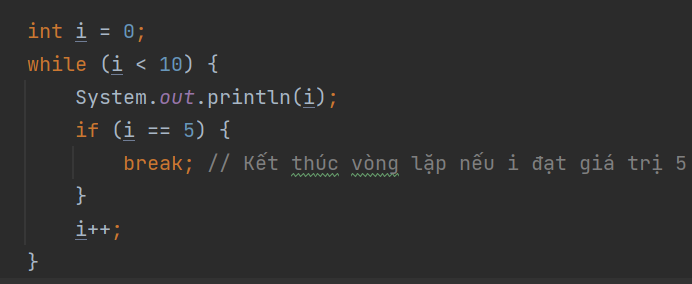 int i = 0;
while (i < 10) {
System.out.println(i);
if (i == 5) {
break; // Kết thúc vòng lặp nếu i đạt giá trị 5
}
i++;
}